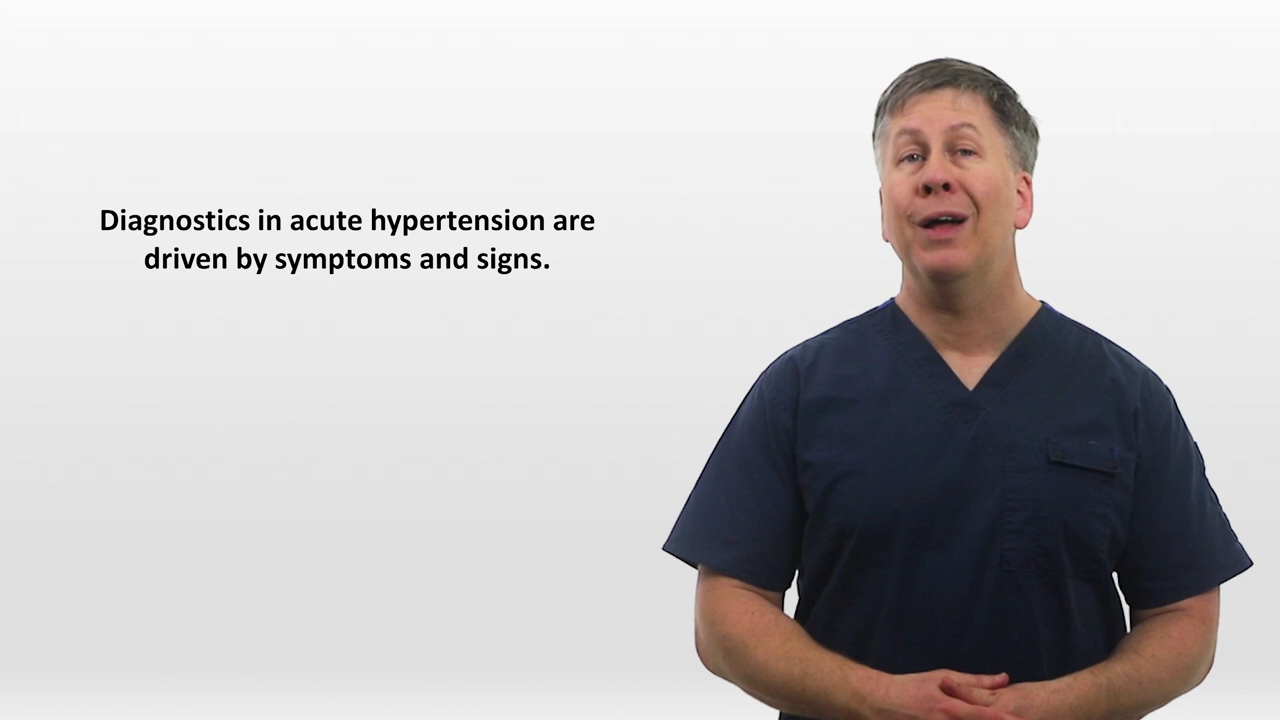 Diagnostics in acute hypertension are
driven by symptoms and signs.